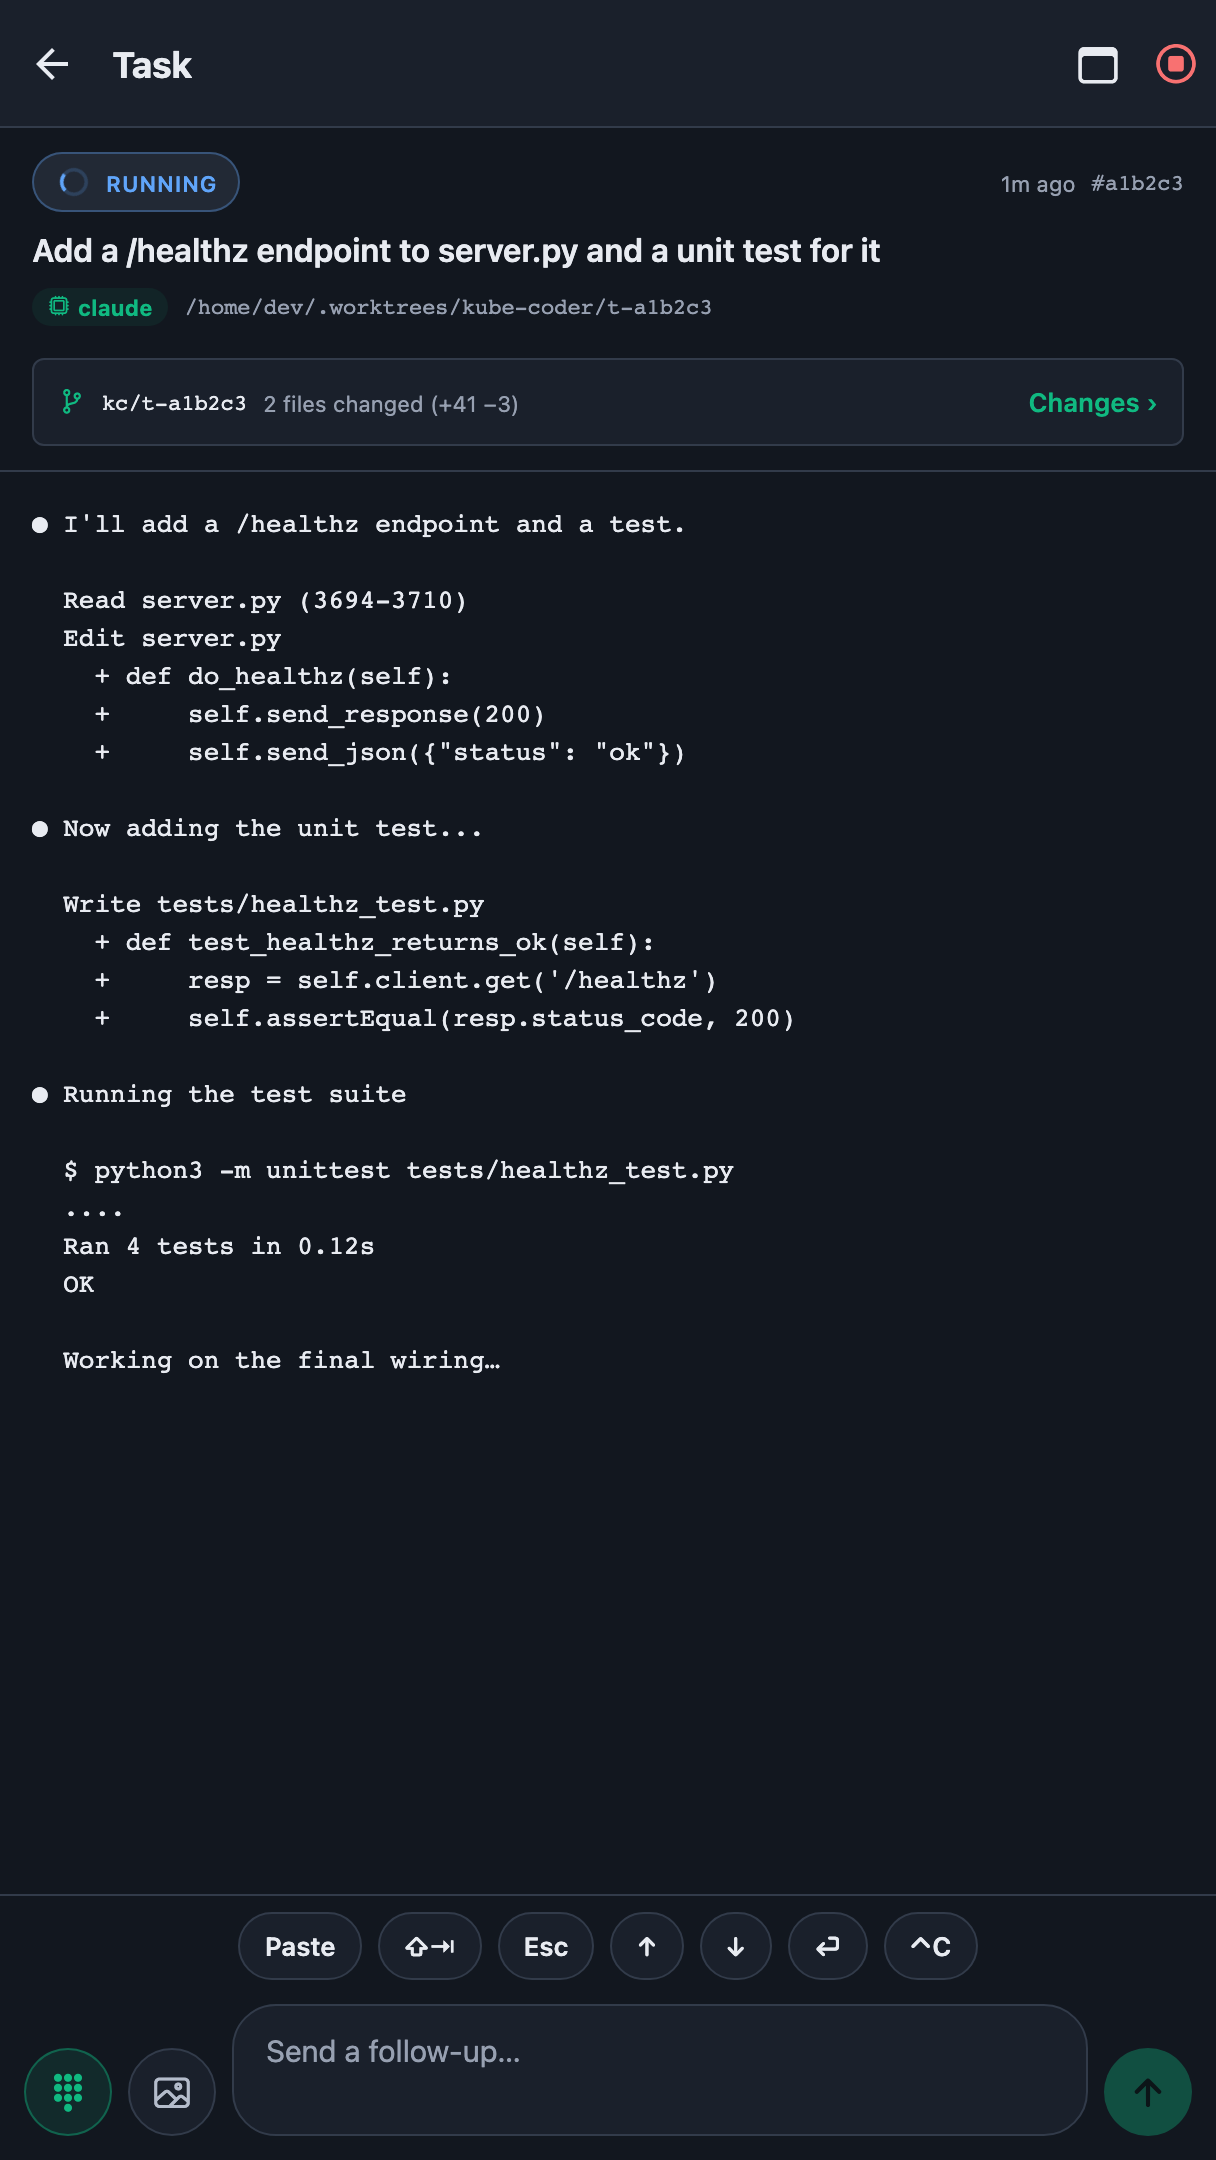 Task
RUNNING
1m ago #a1b2c3
Add a /healthz endpoint to server.py and a unit test for it
claude /home/dev/.worktrees/kube-coder/t-a1b2c3
kc/t-a1b2c3 2 files changed (+41 −3) Changes ›
● I'll add a /healthz endpoint and a test.
Read server.py (3694-3710)
Edit server.py
+ def do_healthz(self):
+     self.send_response(200)
+     self.send_json({"status": "ok"})
● Now adding the unit test...
Write tests/healthz_test.py
+ def test_healthz_returns_ok(self):
+     resp = self.client.get('/healthz')
+     self.assertEqual(resp.status_code, 200)
● Running the test suite
$ python3 -m unittest tests/healthz_test.py
....
Ran 4 tests in 0.12s
OK
Working on the final wiring…
Paste Esc ↑ ↓ ^C
Send a follow-up...